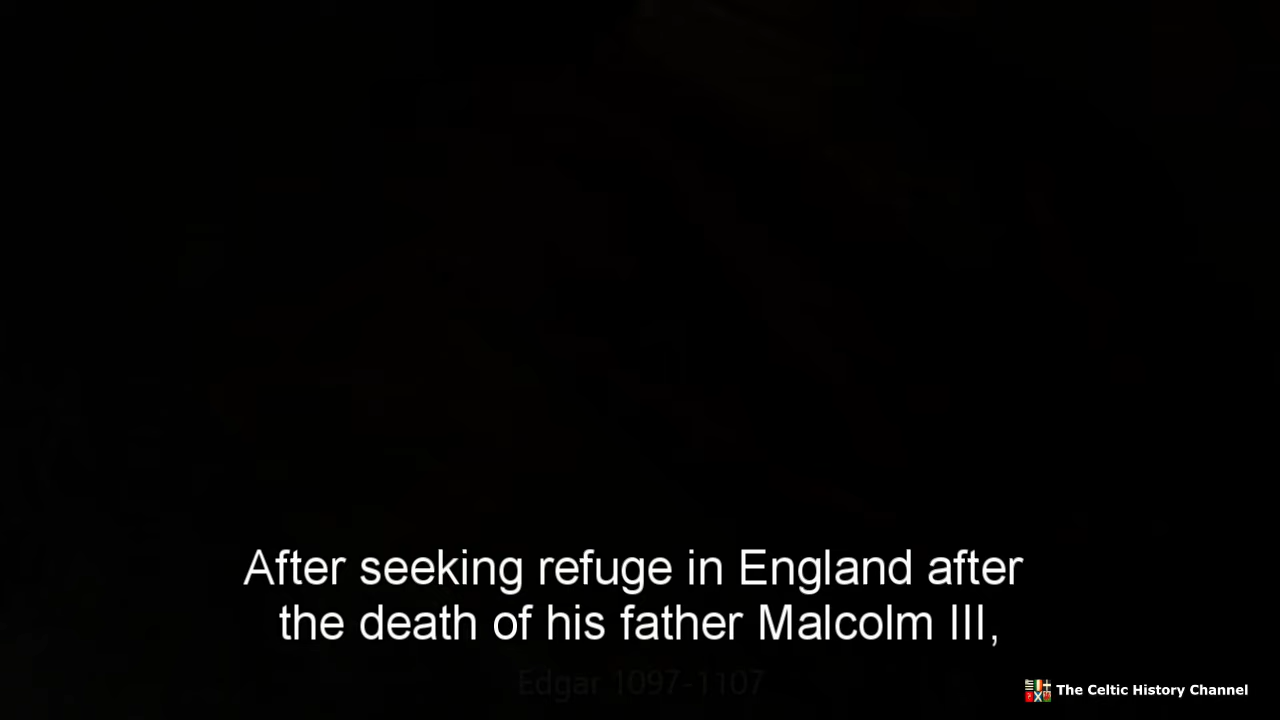 After seeking refuge in England after
the death of his father Malcolm III,
Edgar 1097-1107
The Celtic History Channel